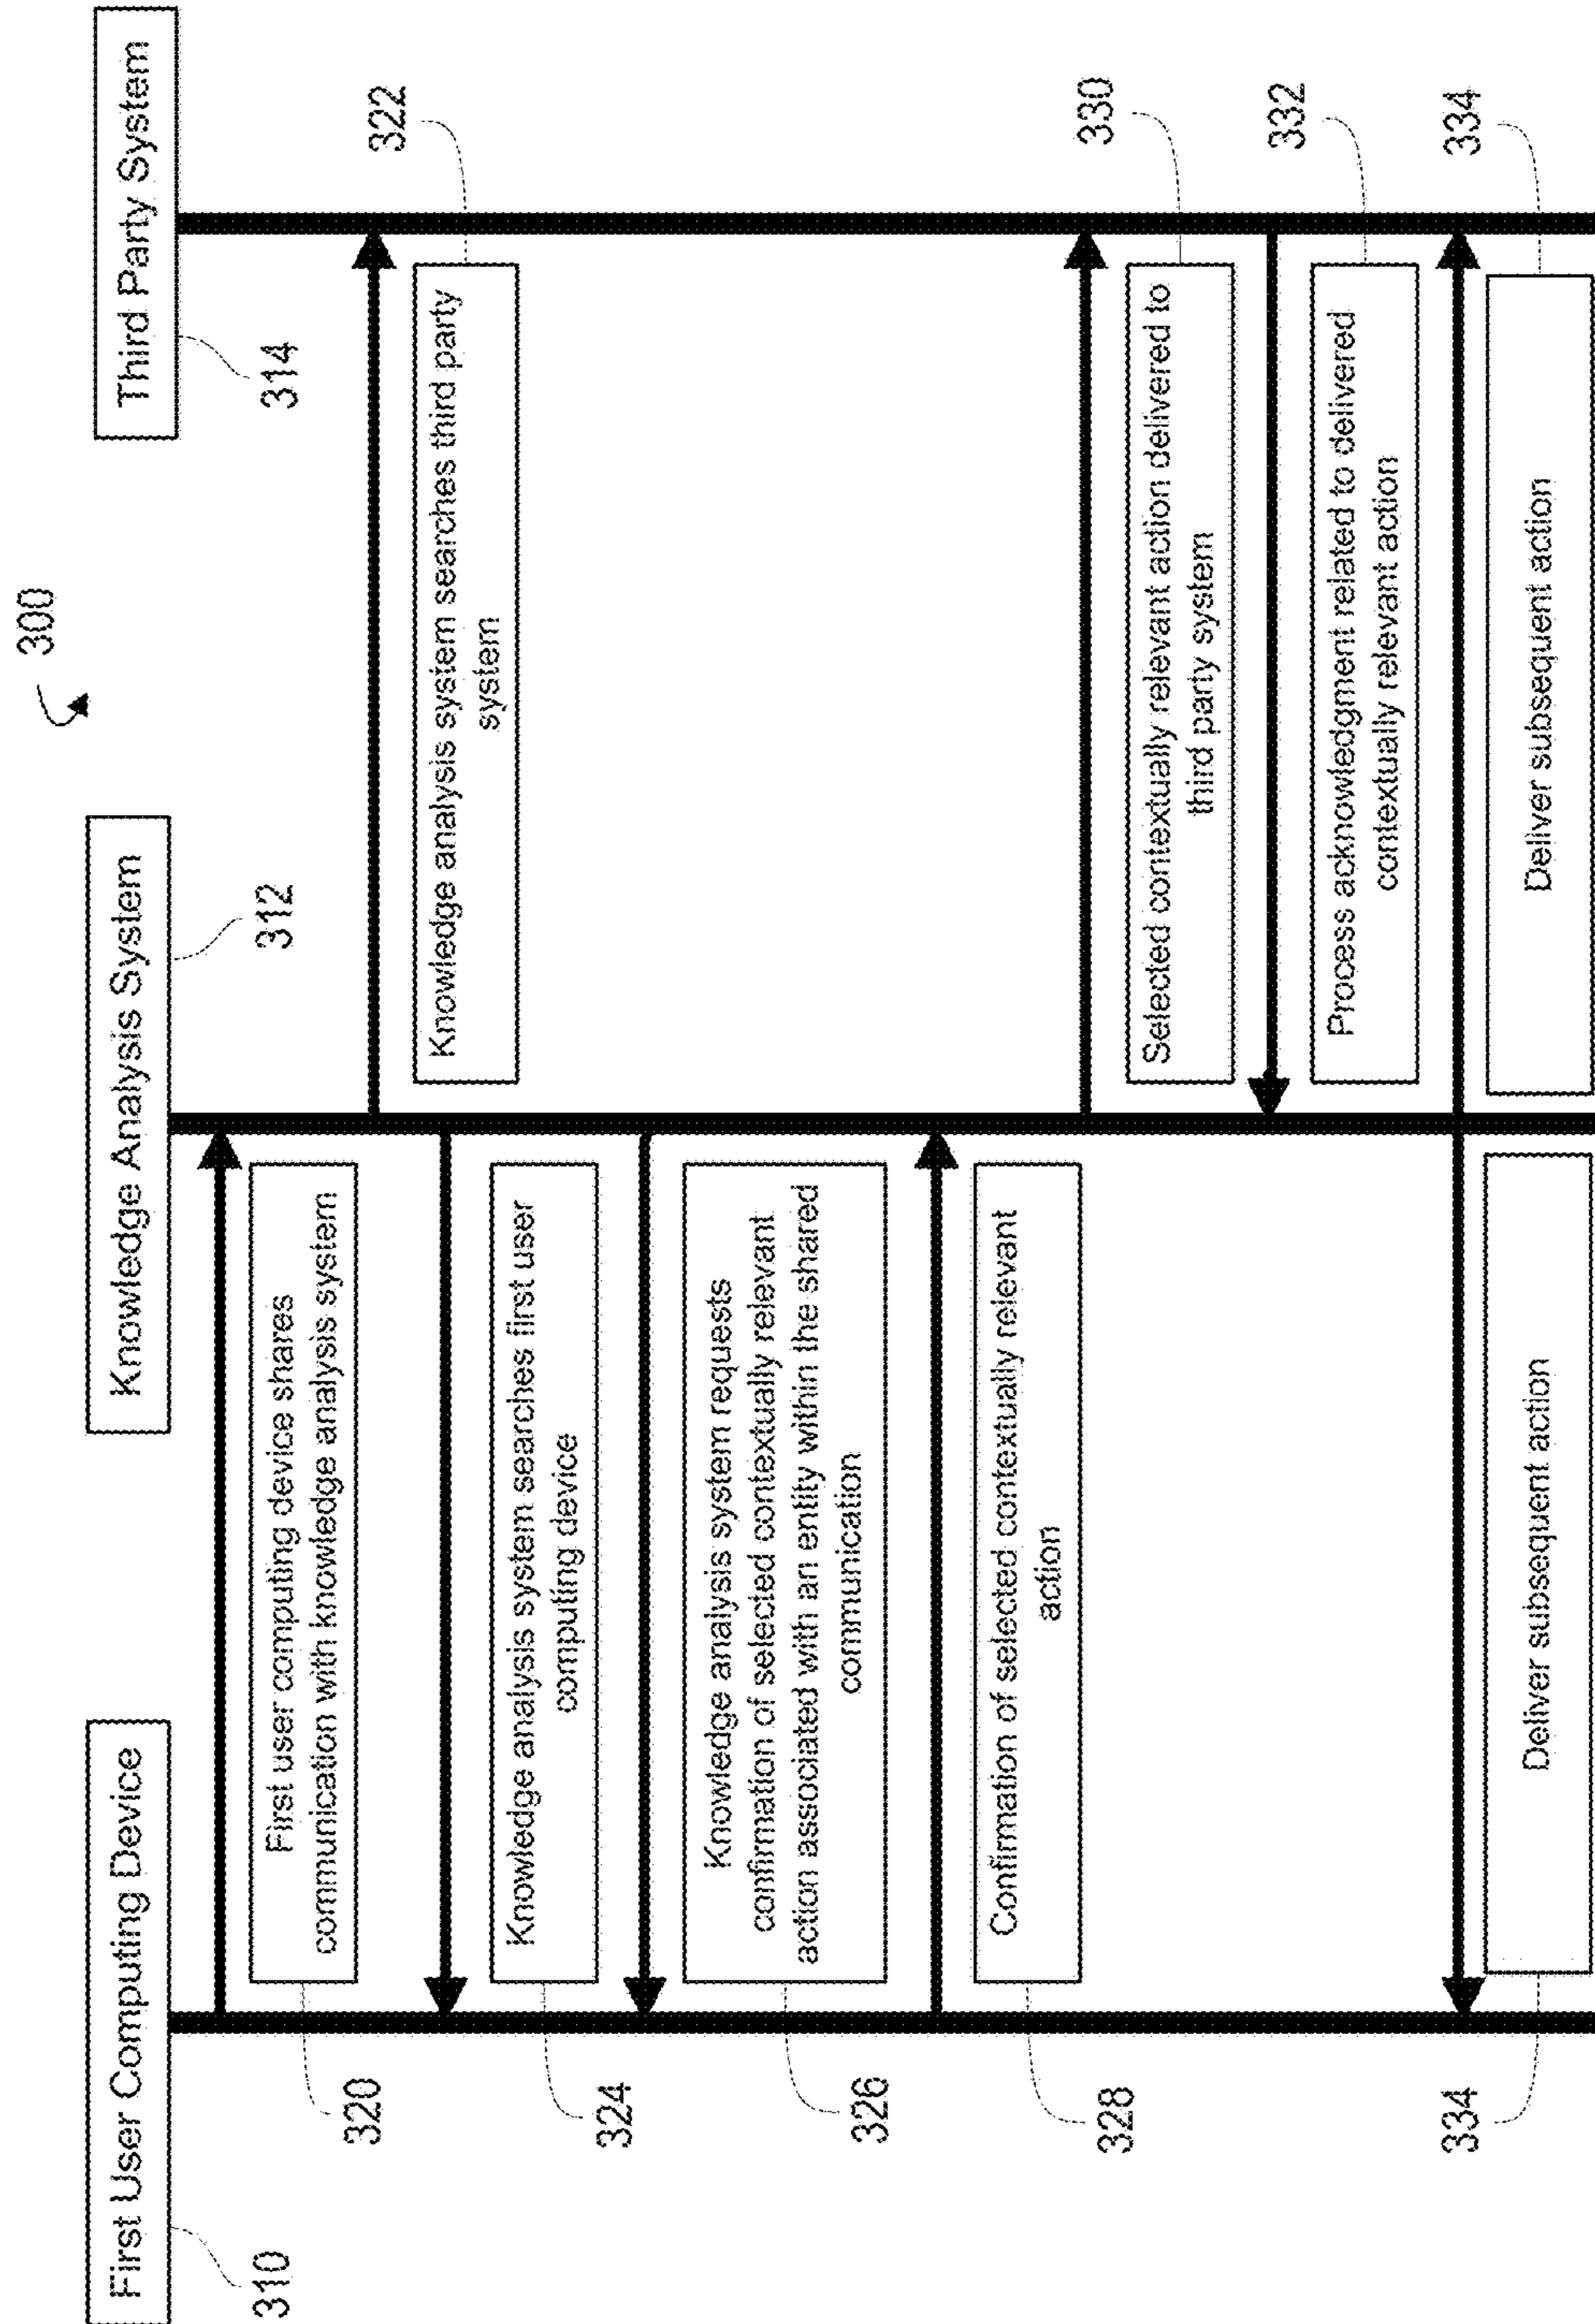 300
First User Computing Device
310
Knowledge Analysis System
312
Third Party System
314
First user computing device shares
communication with knowledge analysis system
320
Knowledge analysis system searches third party
system
322
Knowledge analysis system searches first user
computing device
324
Knowledge analysis system requests
confirmation of selected contextually relevant
action associated with an entity within the shared
communication
326
Confirmation of selected contextually relevant
action
328
Selected contextually relevant action delivered to
third party system
330
Process acknowledgment related to delivered
contextually relevant action
332
Deliver subsequent action
334
Deliver subsequent action
334